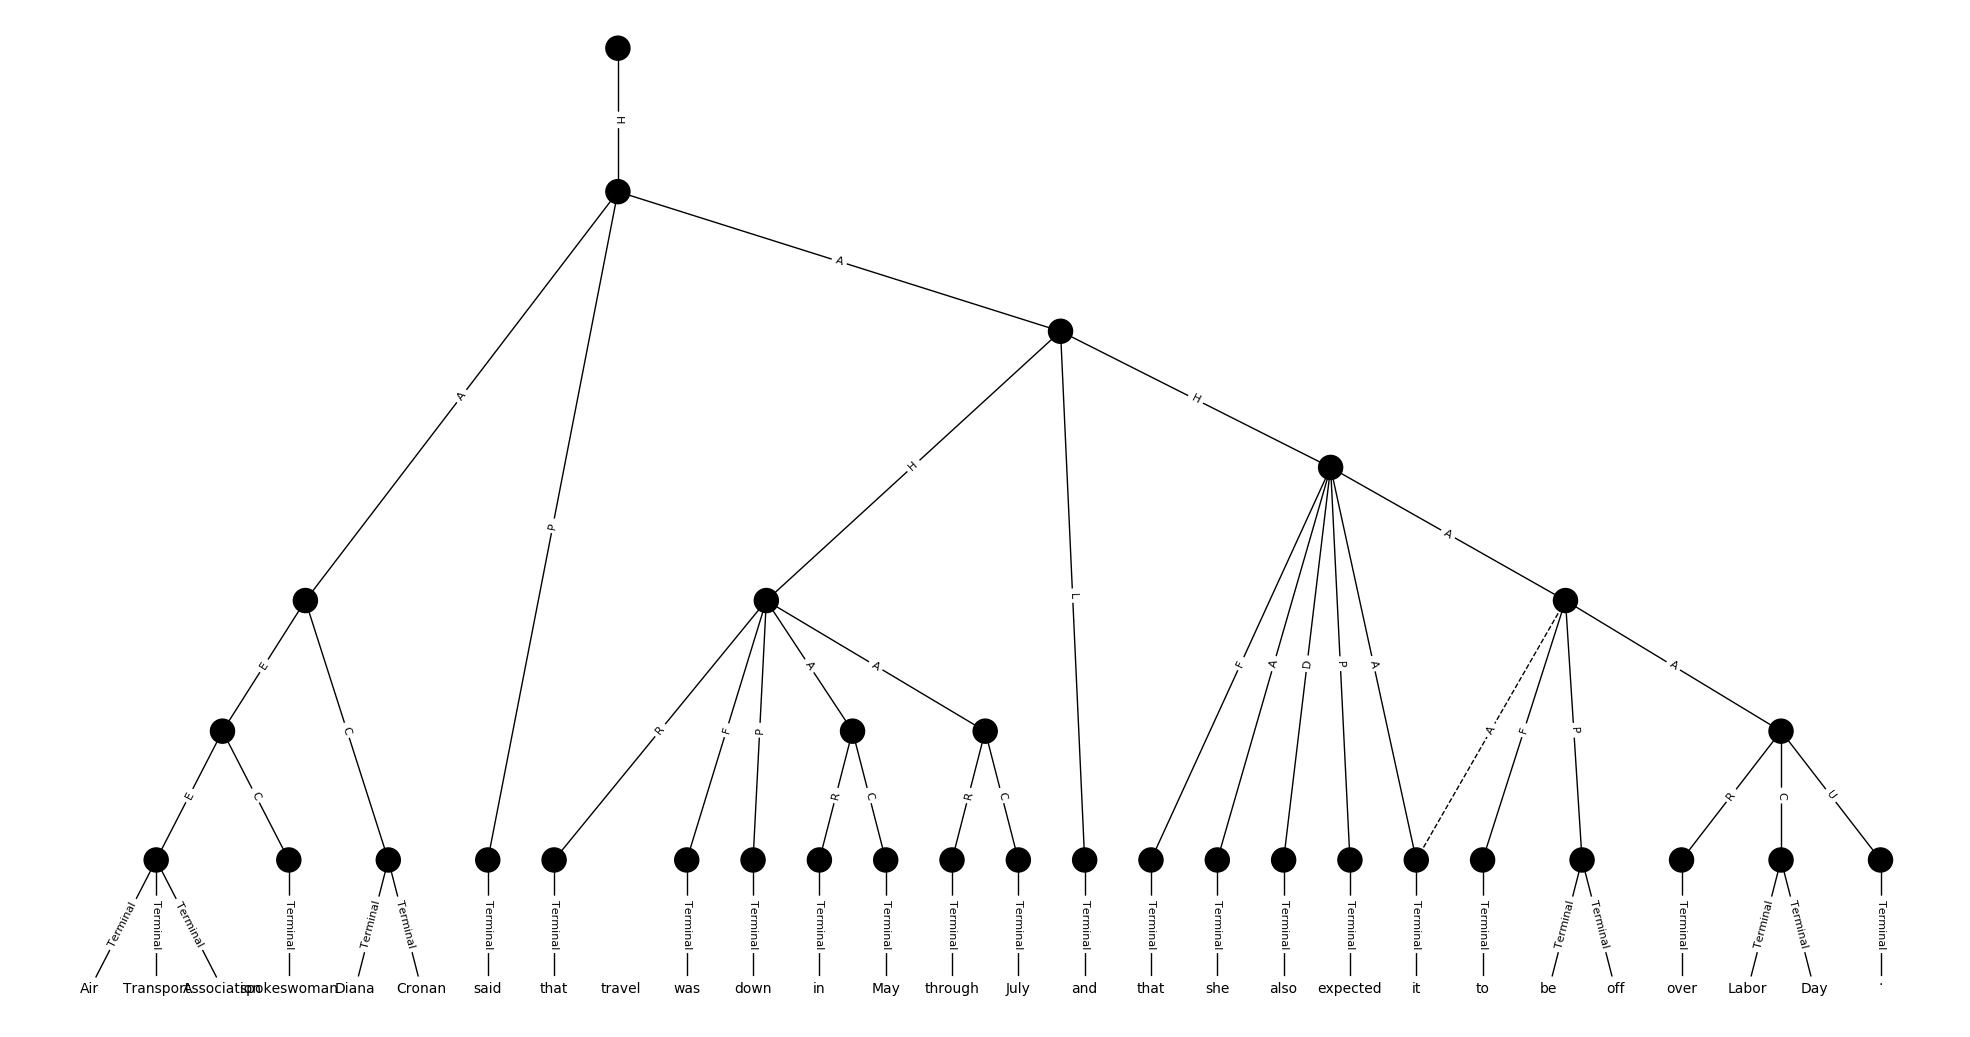 H
A
A
P
H
L
H
E
C
R
F
P
A
A
F
A
D
P
A
A
E
C
R
C
R
C
A
F
P
A
R
C
U
Terminal Terminal Terminal Terminal Terminal Terminal Terminal Terminal Terminal Terminal Terminal Terminal Terminal Terminal Terminal Terminal Terminal Terminal Terminal Terminal Terminal Terminal Terminal Terminal Terminal Terminal Terminal
Air Transport Association spokeswoman Diana Cronan said that travel was down in May through July and that she also expected it to be off over Labor Day .